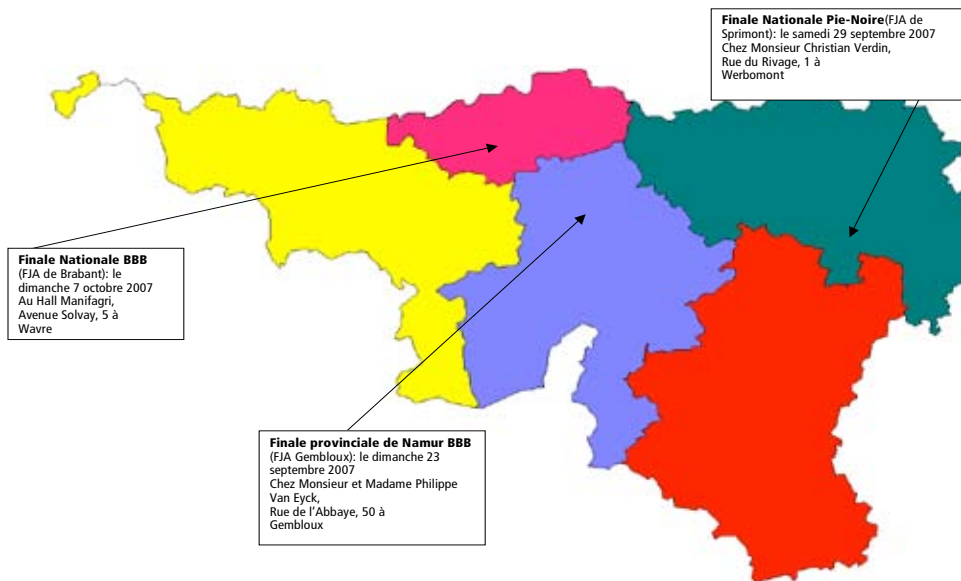 Finale Nationale Pie-Noire(FJA de
Sprimont): le samedi 29 septembre 2007
Chez Monsieur Christian Verdin,
Rue du Rivage, 1 à
Werbomont
Finale Nationale BBB
(FJA de Brabant): le
dimanche 7 octobre 2007
Au Hall Manifagri,
Avenue Solvay, 5 à
Wavre
Finale provinciale de Namur BBB
(FJA Gembloux): le dimanche 23
septembre 2007
Chez Monsieur et Madame Philippe
Van Eyck,
Rue de l'Abbaye, 50 à
Gembloux